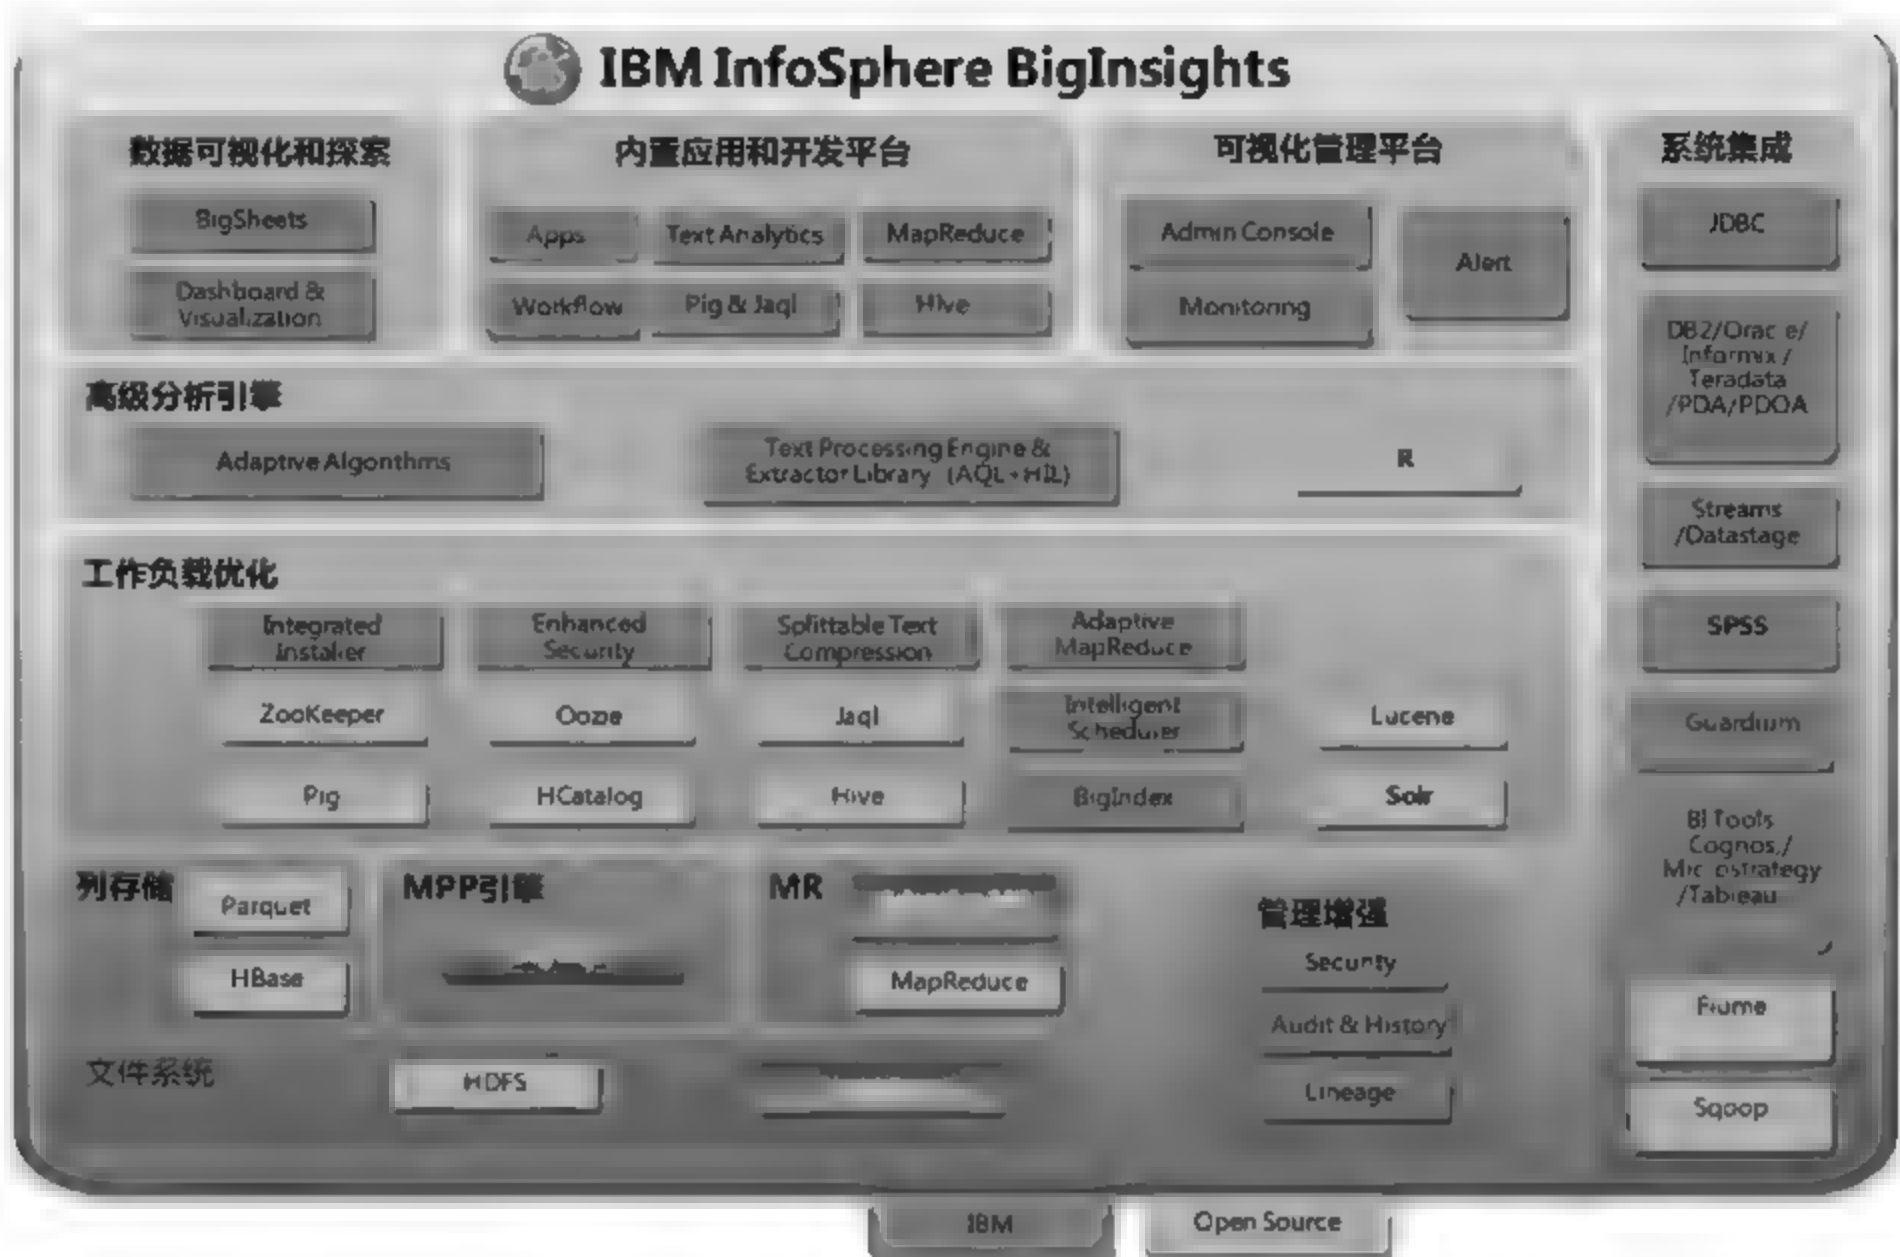 IBM InfoSphere BigInsights
数据可视化和探索
BigSheets
Dashboard &
Visualization
内置应用和开发平台
Apps
Text Analytics
MapReduce
Workflow
Pig & Jaql
Hive
可视化管理平台
Admin Console
Monitoring
Alert
系统集成
JDBC
DB2/Oracle/
Informix /
Teradata
/PDA/PDOA
Streams
/Datastage
SPSS
Guardium
BI Tools
Cognos/
Microstrategy
/Tableau
Flume
Sqoop
高级分析引擎
Adaptive Algorithms
Text Processing Engine &
Extractor Library (AQL+HIL)
R
工作负载优化
Integrated
Installer
Enhanced
Security
Splittable Text
Compression
Adaptive
MapReduce
ZooKeeper
Oozie
Jaql
Intelligent
Scheduler
Lucene
Pig
HCatalog
Hive
BigIndex
Solr
列存储
Parquet
HBase
MPP引擎
MR
MapReduce
管理增强
Security
Audit & History
Lineage
文件系统
HDFS
IBM
Open Source